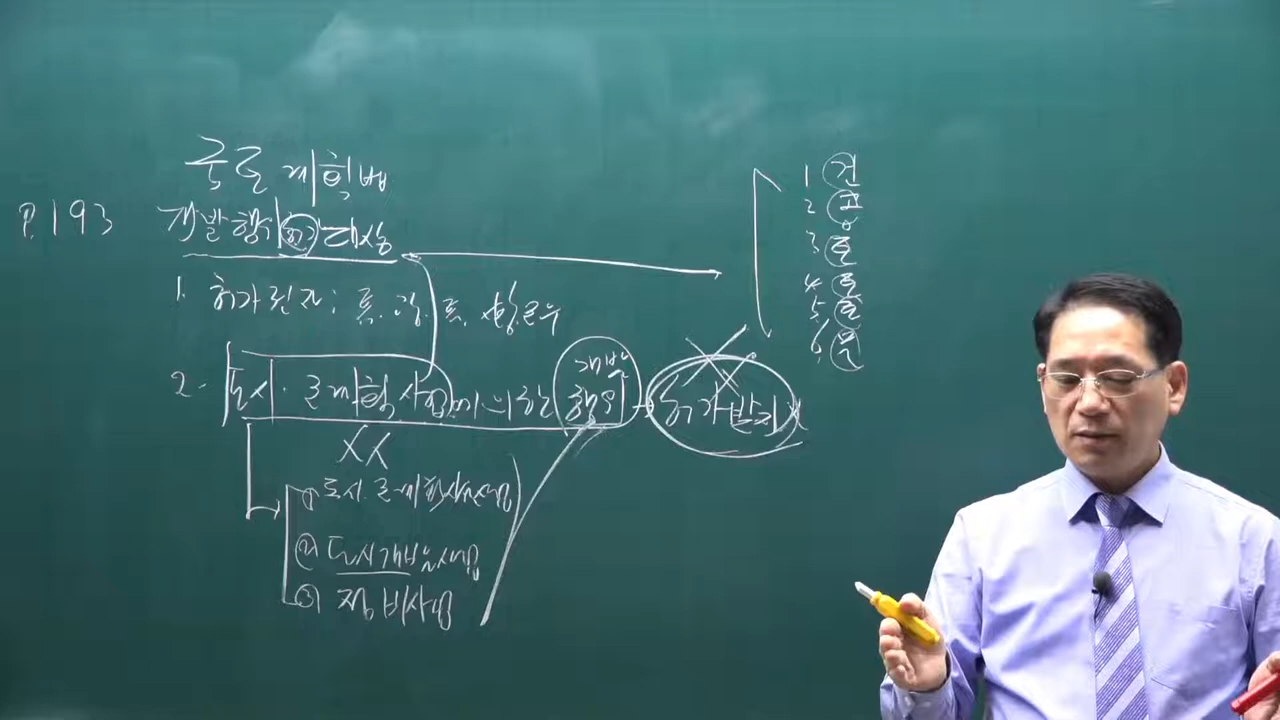 국토계획법
P.193 개발행위허가대상
1. 허가권자: 특. 광. 특. 시장군수
2. 도시·군계획사업에 의한 개발행위 허가받지X
XX
① 도시.군계획시설사업
② 도시개발사업
③ 정비사업
1 건
2 공
3 토
4 토
5 토
6 물